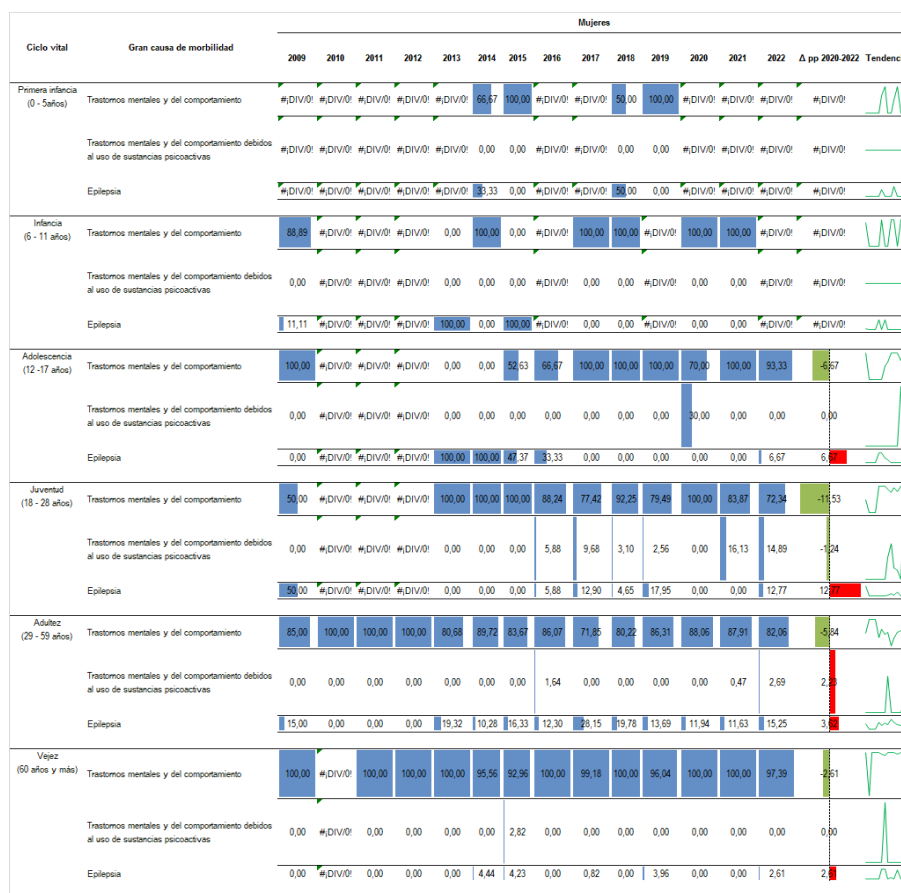 Mujeres
Ciclo vital Gran causa de morbilidad 2009 2010 2011 2012 2013 2014 2015 2016 2017 2018 2019 2020 2021 2022 Δ pp 2020-2022 Tendenc
Primera infancia
(0 - 5años) Trastornos mentales y del comportamiento #¡DIV/0! #¡DIV/0! #¡DIV/0! #¡DIV/0! #¡DIV/0! 66,67 100,00 #¡DIV/0! #¡DIV/0! 50,00 100,00 #¡DIV/0! #¡DIV/0! #¡DIV/0! #¡DIV/0!
Trastornos mentales y del comportamiento debidos
al uso de sustancias psicoactivas #¡DIV/0! #¡DIV/0! #¡DIV/0! #¡DIV/0! #¡DIV/0! 0,00 0,00 #¡DIV/0! #¡DIV/0! 0,00 0,00 #¡DIV/0! #¡DIV/0! #¡DIV/0! #¡DIV/0!
Epilepsia #¡DIV/0! #¡DIV/0! #¡DIV/0! #¡DIV/0! #¡DIV/0! 33,33 0,00 #¡DIV/0! #¡DIV/0! 50,00 0,00 #¡DIV/0! #¡DIV/0! #¡DIV/0! #¡DIV/0!
Infancia
(6 - 11 años) Trastornos mentales y del comportamiento 88,89 #¡DIV/0! #¡DIV/0! #¡DIV/0! 0,00 100,00 0,00 #¡DIV/0! 100,00 100,00 #¡DIV/0! 100,00 100,00 #¡DIV/0! #¡DIV/0!
Trastornos mentales y del comportamiento debidos
al uso de sustancias psicoactivas 0,00 #¡DIV/0! #¡DIV/0! #¡DIV/0! 0,00 0,00 0,00 #¡DIV/0! 0,00 0,00 #¡DIV/0! 0,00 0,00 #¡DIV/0! #¡DIV/0!
Epilepsia 11,11 #¡DIV/0! #¡DIV/0! #¡DIV/0! 100,00 0,00 100,00 #¡DIV/0! 0,00 0,00 #¡DIV/0! 0,00 0,00 #¡DIV/0! #¡DIV/0!
Adolescencia
(12 -17 años) Trastornos mentales y del comportamiento 100,00 #¡DIV/0! #¡DIV/0! #¡DIV/0! 0,00 0,00 52,63 66,67 100,00 100,00 100,00 70,00 100,00 93,33 -6,67
Trastornos mentales y del comportamiento debidos
al uso de sustancias psicoactivas 0,00 #¡DIV/0! #¡DIV/0! #¡DIV/0! 0,00 0,00 0,00 0,00 0,00 0,00 0,00 30,00 0,00 0,00 0,00
Epilepsia 0,00 #¡DIV/0! #¡DIV/0! #¡DIV/0! 100,00 100,00 47,37 33,33 0,00 0,00 0,00 0,00 0,00 6,67 6,67
Juventud
(18 - 28 años) Trastornos mentales y del comportamiento 50,00 #¡DIV/0! #¡DIV/0! #¡DIV/0! 100,00 100,00 100,00 88,24 77,42 92,25 79,49 100,00 83,87 72,34 -11,53
Trastornos mentales y del comportamiento debidos
al uso de sustancias psicoactivas 0,00 #¡DIV/0! #¡DIV/0! #¡DIV/0! 0,00 0,00 0,00 5,88 9,68 3,10 2,56 0,00 16,13 14,89 -1,24
Epilepsia 50,00 #¡DIV/0! #¡DIV/0! #¡DIV/0! 0,00 0,00 0,00 5,88 12,90 4,65 17,95 0,00 0,00 12,77 12,77
Adultez
(29 - 59 años) Trastornos mentales y del comportamiento 85,00 100,00 100,00 100,00 80,68 89,72 83,67 86,07 71,85 80,22 86,31 88,06 87,91 82,06 -5,84
Trastornos mentales y del comportamiento debidos
al uso de sustancias psicoactivas 0,00 0,00 0,00 0,00 0,00 0,00 0,00 1,64 0,00 0,00 0,00 0,00 0,47 2,69 2,23
Epilepsia 15,00 0,00 0,00 0,00 19,32 10,28 16,33 12,30 28,15 19,78 13,69 11,94 11,63 15,25 3,62
Vejez
(60 años y más) Trastornos mentales y del comportamiento 100,00 #¡DIV/0! 100,00 100,00 100,00 95,56 92,96 100,00 99,18 100,00 96,04 100,00 100,00 97,39 -2,61
Trastornos mentales y del comportamiento debidos
al uso de sustancias psicoactivas 0,00 #¡DIV/0! 0,00 0,00 0,00 0,00 2,82 0,00 0,00 0,00 0,00 0,00 0,00 0,00 0,00
Epilepsia 0,00 #¡DIV/0! 0,00 0,00 0,00 4,44 4,23 0,00 0,82 0,00 3,96 0,00 0,00 2,61 2,61